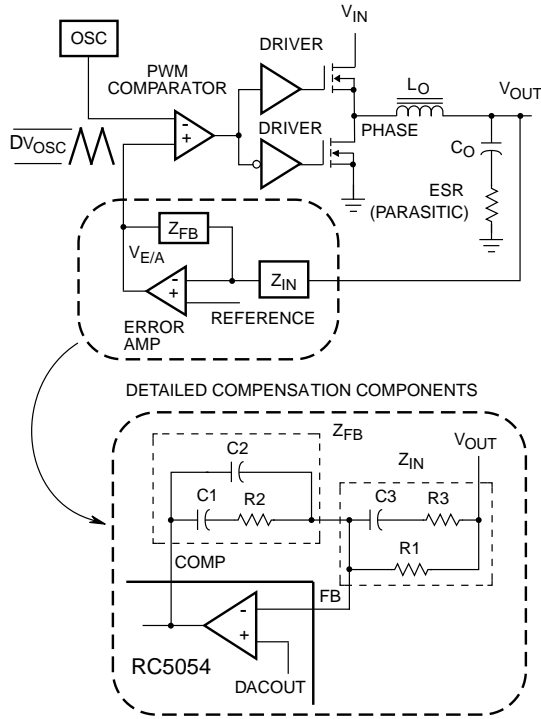 V_IN
OSC
DRIVER
PWM
COMPARATOR
L_O
V_OUT
-
+
DRIVER
PHASE
DV_OSC
C_O
ESR
(PARASITIC)
Z_FB
V_E/A
-
+
Z_IN
ERROR
AMP
REFERENCE
DETAILED COMPENSATION COMPONENTS
Z_FB
V_OUT
C2
Z_IN
C1
R2
C3
R3
R1
COMP
FB
-
+
RC5054
DACOUT